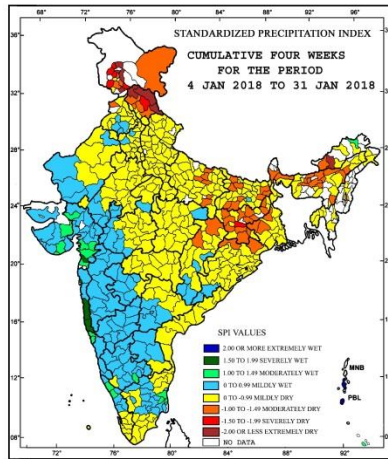 68° 72° 76° 80° 84° 88° 92° 96°
STANDARDIZED PRECIPITATION INDEX
36°
CUMULATIVE FOUR WEEKS
FOR THE PERIOD
4 JAN 2018 TO 31 JAN 2018
32°
28°
24°
20°
16°
12°
08°
SPI VALUES
2.00 OR MORE EXTREMELY WET
1.50 TO 1.99 SEVERELY WET
1.00 TO 1.49 MODERATELY WET
0 TO 0.99 MILDLY WET
0 TO -0.99 MILDLY DRY
-1.00 TO -1.49 MODERATELY DRY
-1.50 TO -1.99 SEVERELY DRY
-2.00 OR LESS EXTREMELY DRY
NO DATA
MNB
PBL
72° 76° 80° 84° 88° 92°